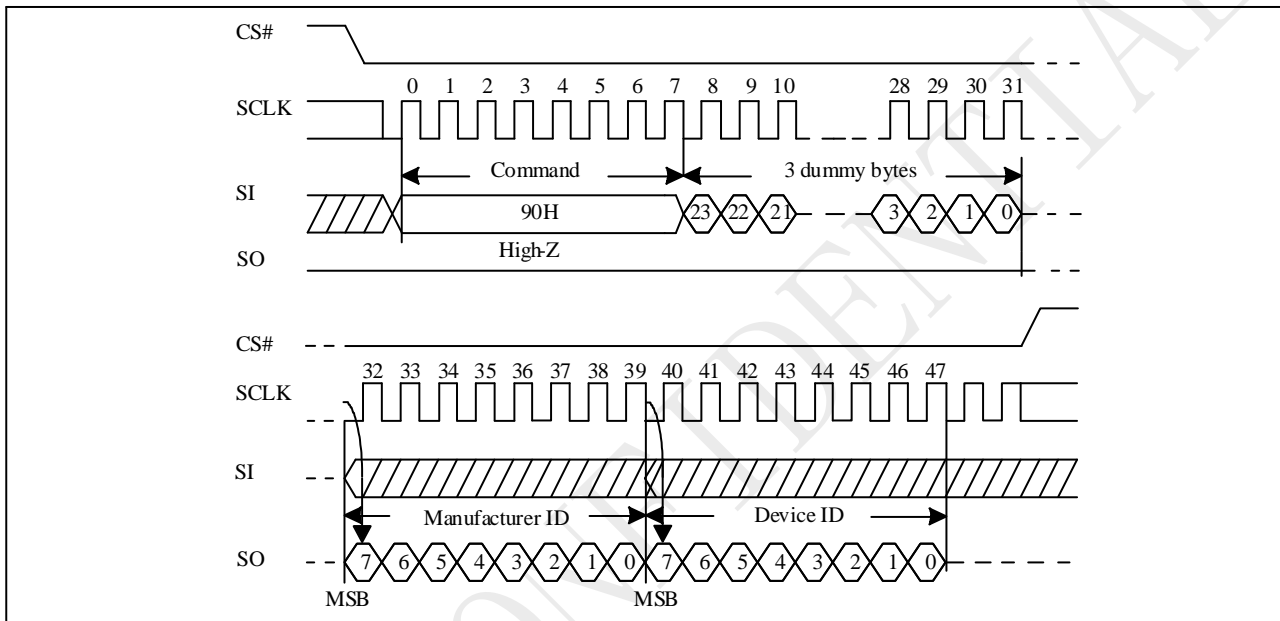 CS#
0 1 2 3 4 5 6 7 8 9 10 28 29 30 31
SCLK
Command 3 dummy bytes
SI
90H 23 22 21 3 2 1 0
High-Z
SO
CS#
32 33 34 35 36 37 38 39 40 41 42 43 44 45 46 47
SCLK
SI
Manufacturer ID Device ID
SO 7 6 5 4 3 2 1 0 7 6 5 4 3 2 1 0
MSB MSB